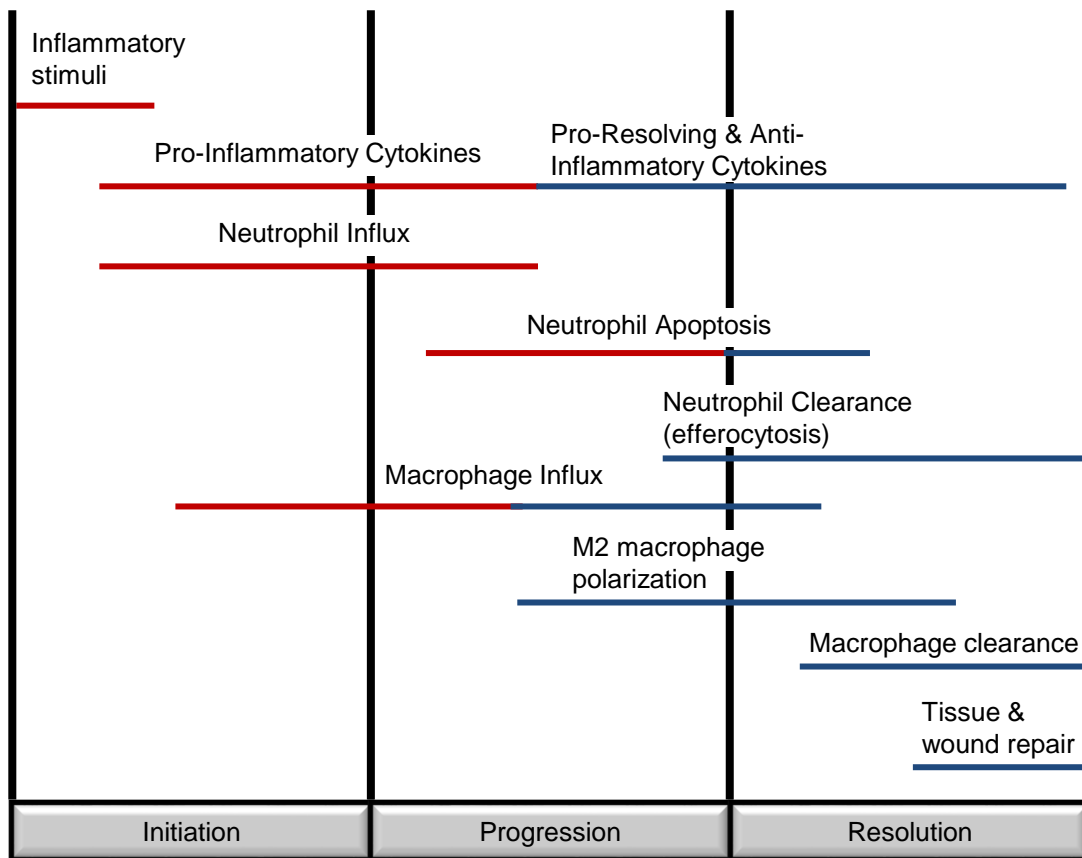 Inflammatory
stimuli
Pro-Inflammatory Cytokines
Pro-Resolving & Anti-
Inflammatory Cytokines
Neutrophil Influx
Neutrophil Apoptosis
Neutrophil Clearance
(efferocytosis)
Macrophage Influx
M2 macrophage
polarization
Macrophage clearance
Tissue &
wound repair
Initiation
Progression
Resolution